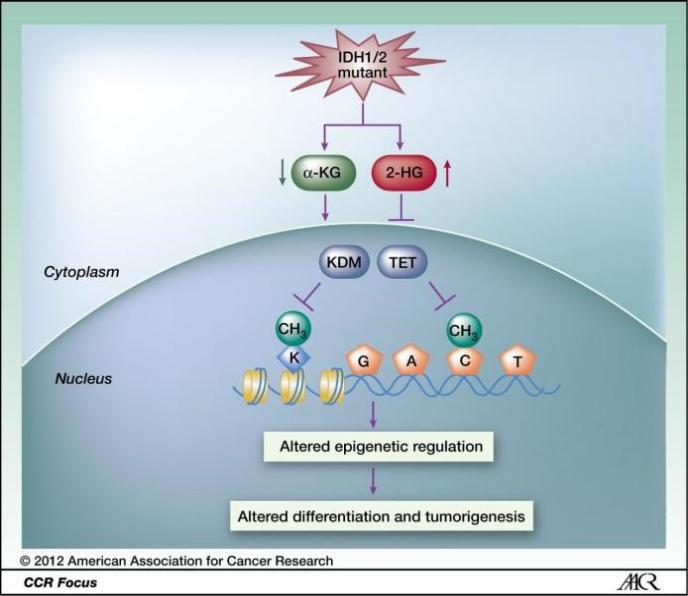 IDH1/2
mutant
↓ α-KG
2-HG ↑
Cytoplasm
KDM
TET
CH3
CH3
K
G
A
C
T
Nucleus
Altered epigenetic regulation
Altered differentiation and tumorigenesis
© 2012 American Association for Cancer Research
CCR Focus
AACR